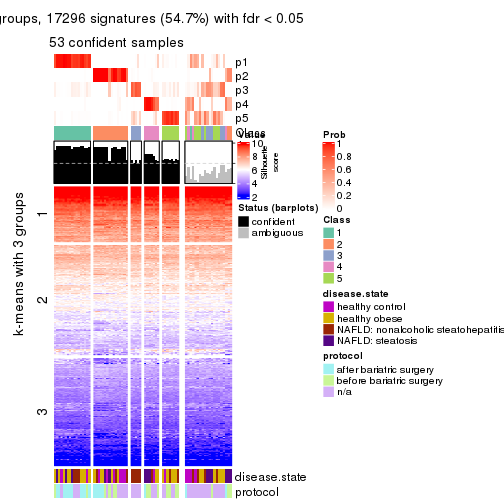 groups, 17296 signatures (54.7%) with fdr < 0.05
53 confident samples
p1
p2
p3
p4
p5
Class
k-means with 3 groups
1
2
3
Value
10
8
6
4
2
Silhouette
score
Status (barplots)
confident
ambiguous
Prob
1
0.8
0.6
0.4
0.2
0
Class
1
2
3
4
5
disease.state
healthy control
healthy obese
NAFLD: nonalcoholic steatohepatitis
NAFLD: steatosis
protocol
after bariatric surgery
before bariatric surgery
n/a
disease.state
protocol